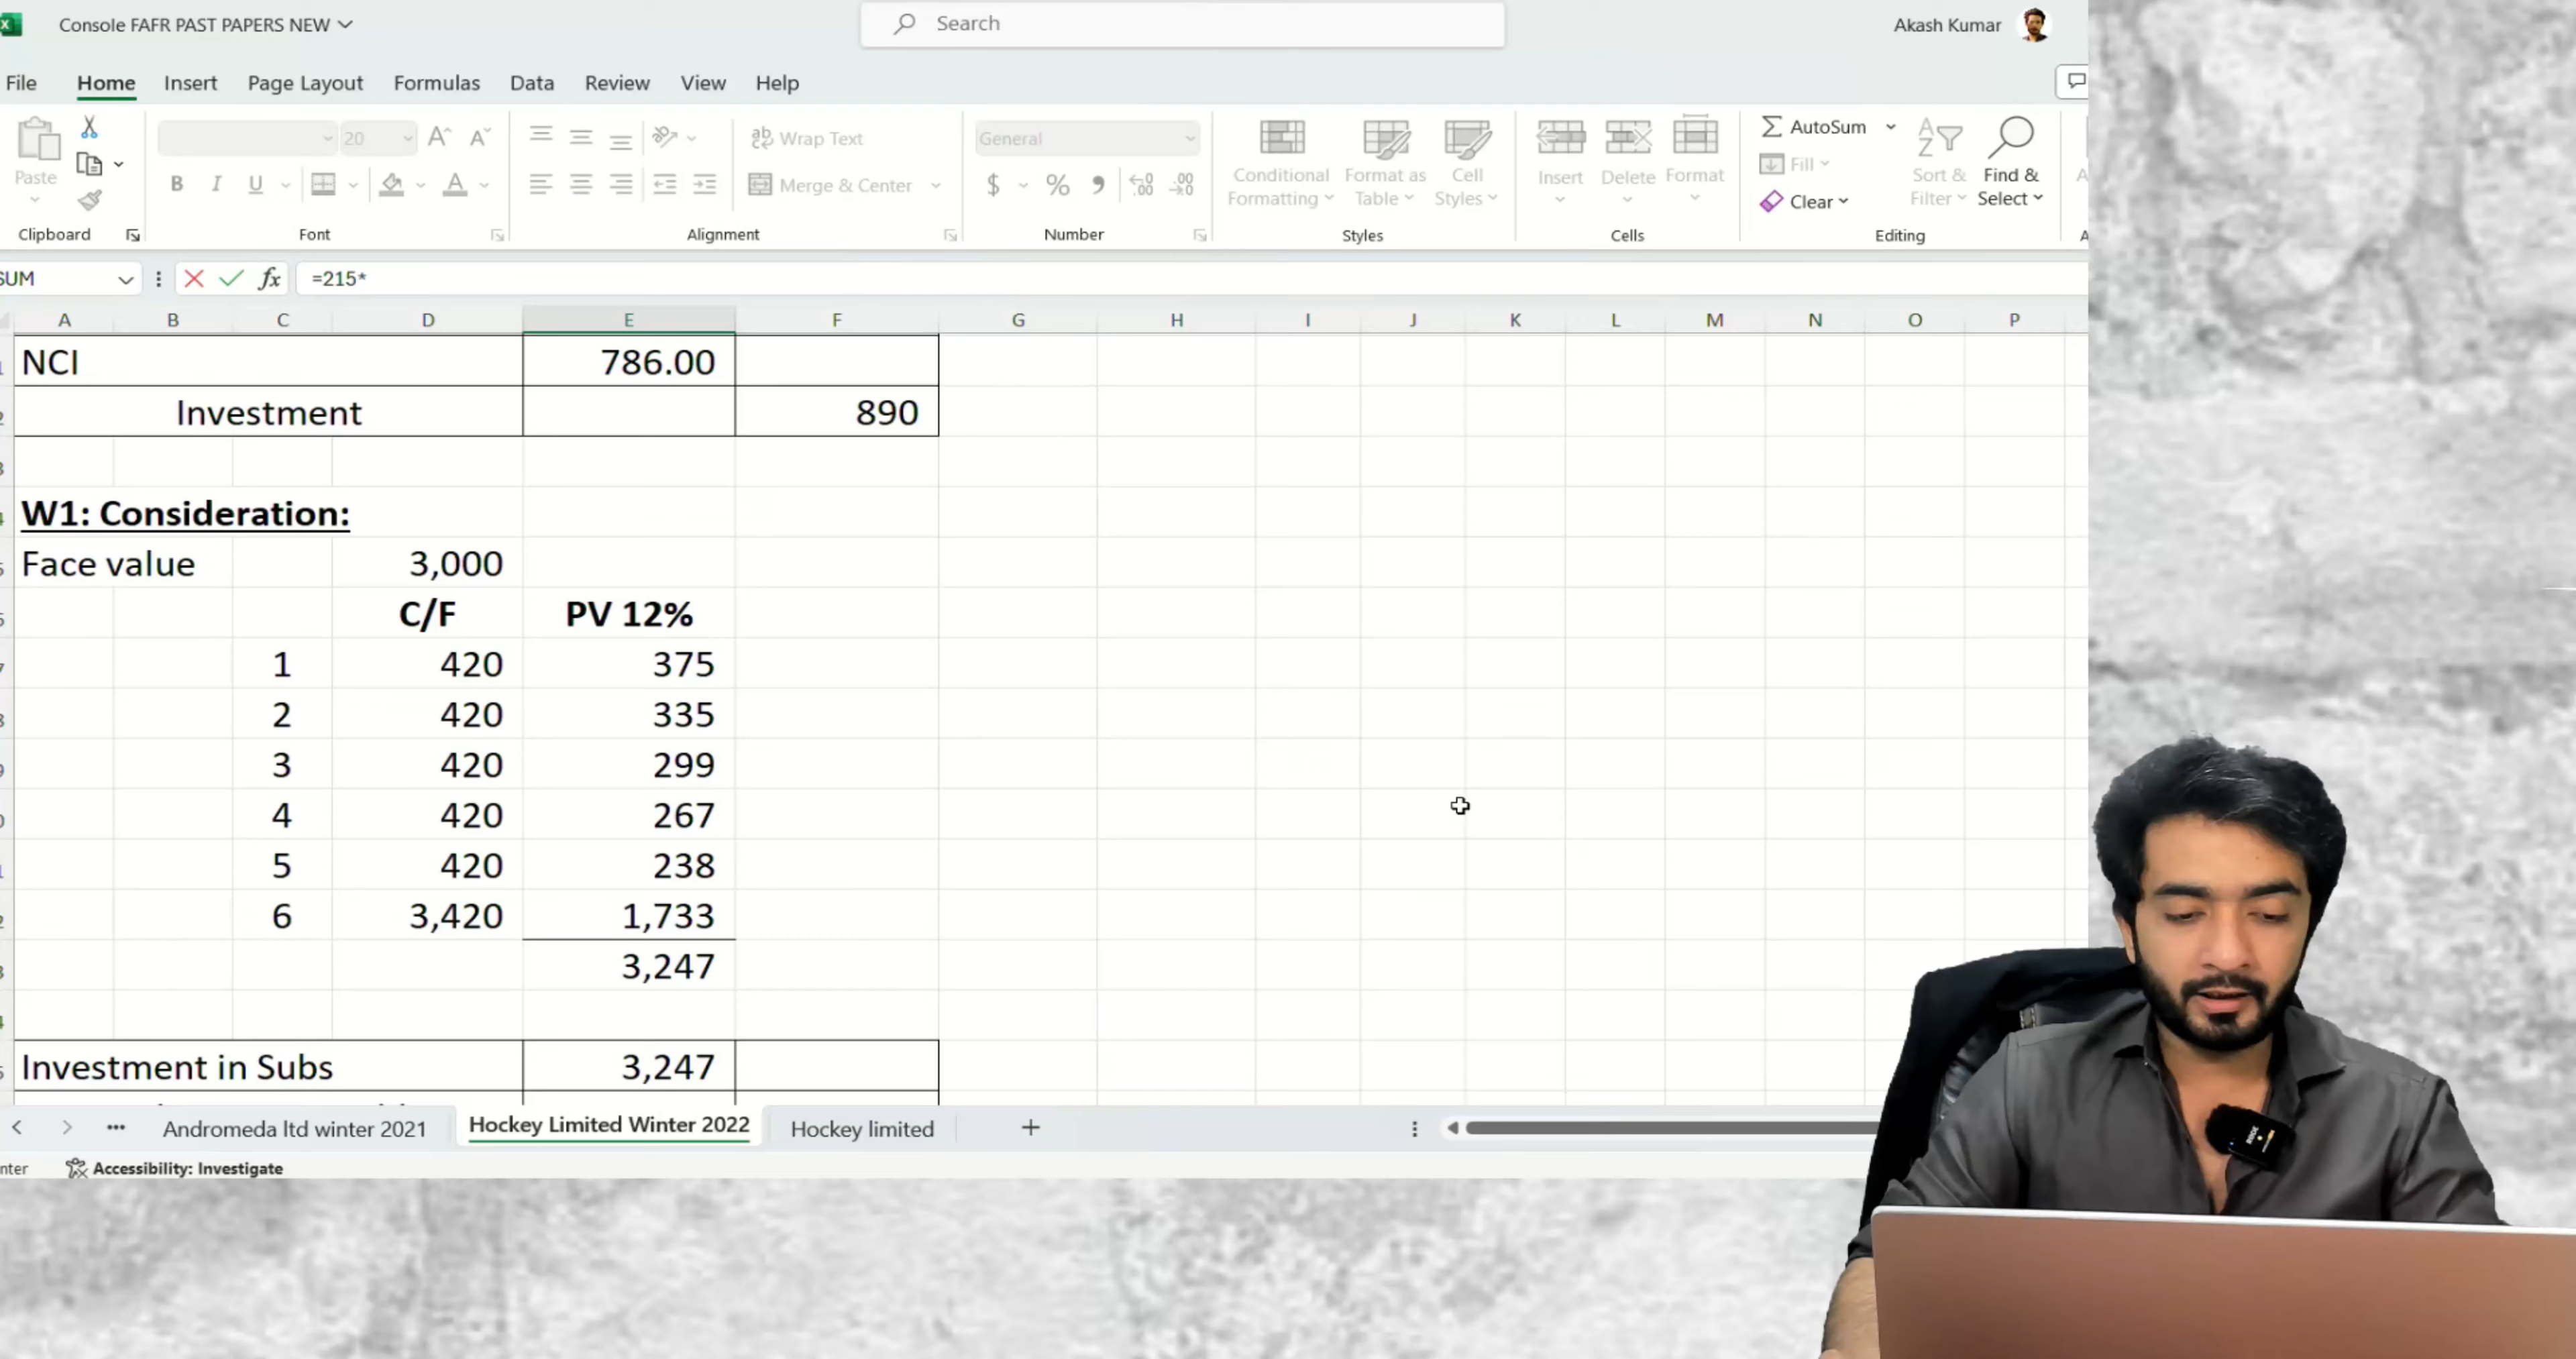 Console FAFR PAST PAPERS NEW
Search
Akash Kumar
File Home Insert Page Layout Formulas Data Review View Help
Paste
20
Wrap Text
Merge & Center
General
Conditional Formatting
Format as Table
Cell Styles
Insert
Delete
Format
AutoSum
Fill
Clear
Sort & Filter
Find & Select
Clipboard
Font
Alignment
Number
Styles
Cells
Editing
SUM
=215*
A B C D E F G H I J K L M N O P
NCI 786.00
Investment 890
W1: Consideration:
Face value 3,000
C/F PV 12%
1 420 375
2 420 335
3 420 299
4 420 267
5 420 238
6 3,420 1,733
3,247
Investment in Subs 3,247
Andromeda ltd winter 2021 Hockey Limited Winter 2022 Hockey limited
Accessibility: Investigate